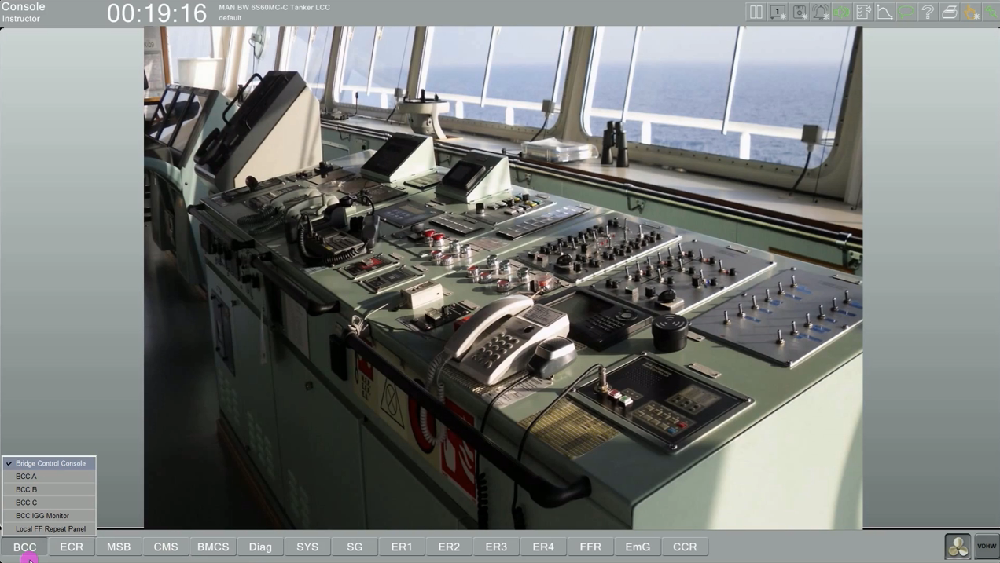 Console
Instructor
00:19:16
MAN BW 6S60MC-C Tanker LCC
default
1
Bridge Control Console
BCC A
BCC B
BCC C
BCC IGG Monitor
Local FF Repeat Panel
BCC ECR MSB CMS BMCS Diag SYS SG ER1 ER2 ER3 ER4 FFR EmG CCR
VDHW